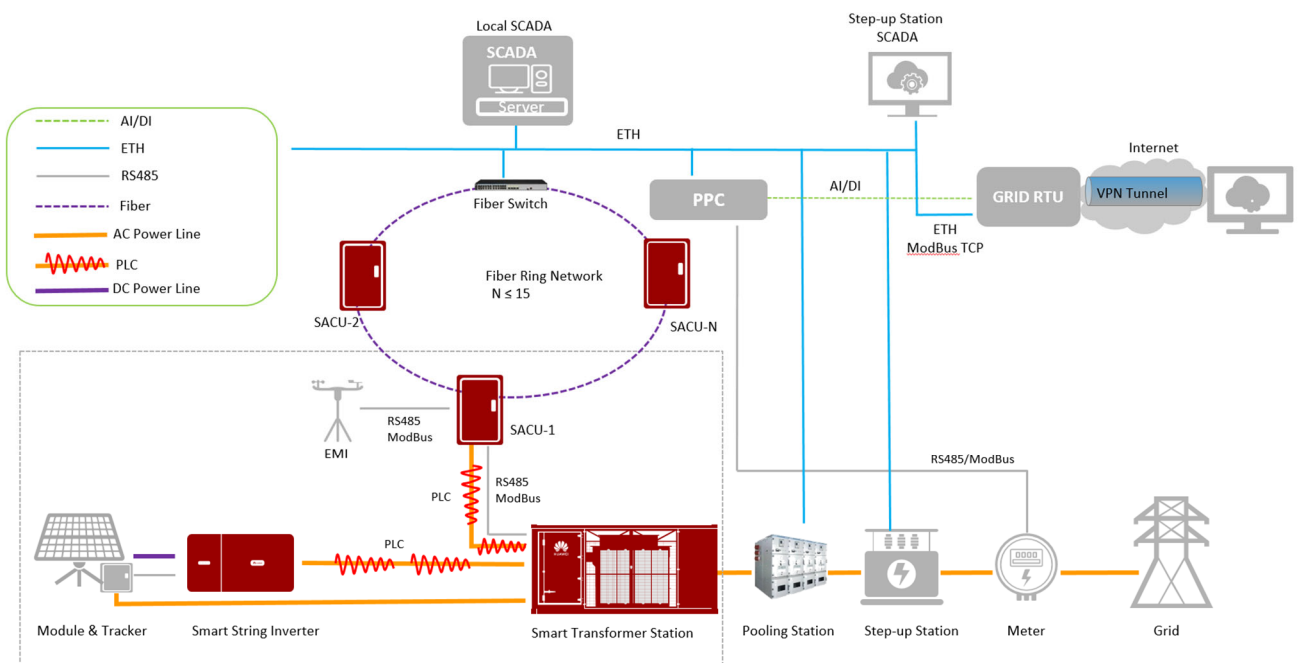 Local SCADA
SCADA
Server
Step-up Station
SCADA
AI/DI
ETH
RS485
Fiber
AC Power Line
PLC
DC Power Line
ETH
Internet
Fiber Switch
PPC
AI/DI
GRID RTU
VPN Tunnel
ETH
ModBus TCP
Fiber Ring Network
N ≤ 15
SACU-2
SACU-N
SACU-1
RS485
ModBus
EMI
PLC
RS485
ModBus
RS485/ModBus
PLC
HUAWEI
Module & Tracker
Smart String Inverter
Smart Transformer Station
Pooling Station
Step-up Station
Meter
Grid